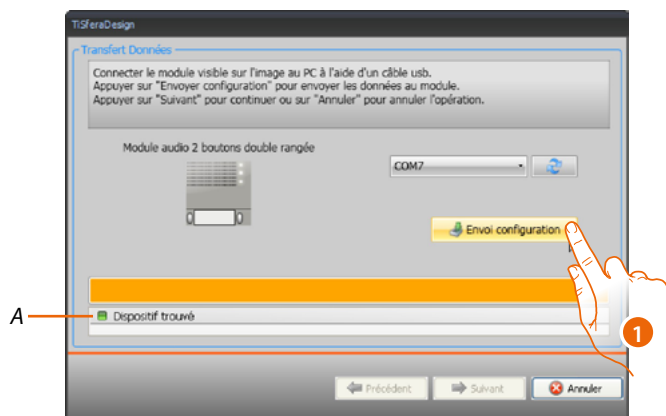 TiSferaDesign
Transfert Données
Connecter le module visible sur l'image au PC à l'aide d'un câble usb.
Appuyer sur "Envoyer configuration" pour envoyer les données au module.
Appuyer sur "Suivant" pour continuer ou sur "Annuler" pour annuler l'opération.
Module audio 2 boutons double rangée
COM7
Envoi configuration
A
Dispositif trouvé
1
Précédent
Suivant
Annuler